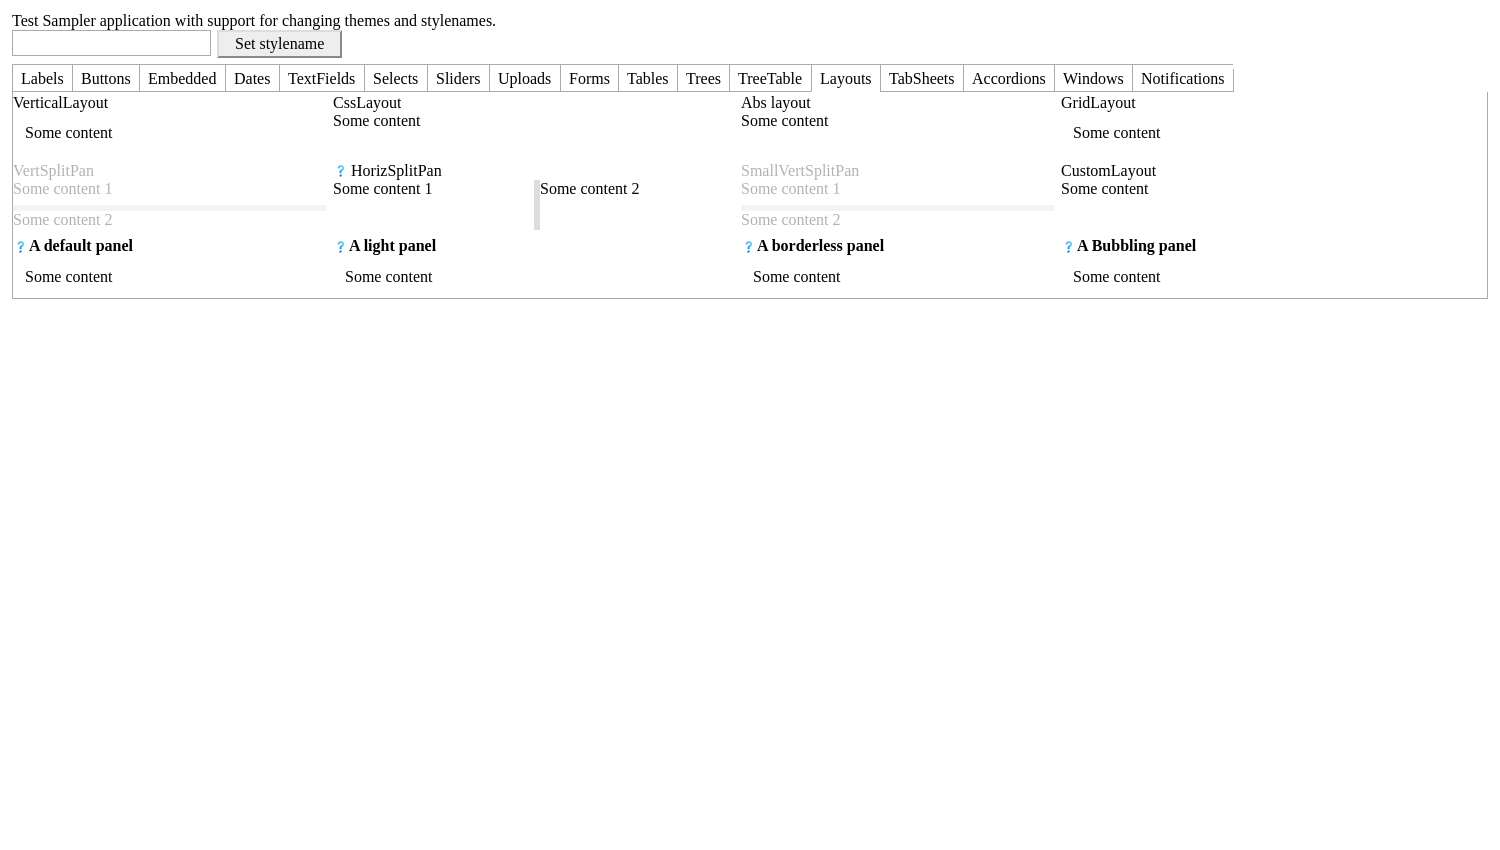 Test Sampler application with support for changing themes and stylenames.
Set stylename
Labels Buttons Embedded Dates TextFields Selects Sliders Uploads Forms Tables Trees TreeTable Layouts TabSheets Accordions Windows Notifications
VerticalLayout CssLayout Abs layout GridLayout
Some content Some content
Some content Some content
VertSplitPan ? HorizSplitPan SmallVertSplitPan CustomLayout
Some content 1 Some content 1 Some content 2 Some content 1 Some content
Some content 2 Some content 2
? A default panel ? A light panel ? A borderless panel ? A Bubbling panel
Some content Some content Some content Some content